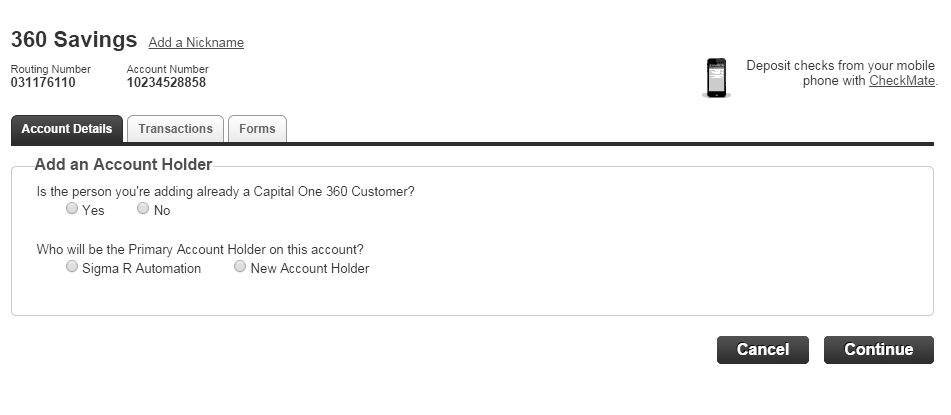 360 Savings Add a Nickname
Routing Number Account Number
031176110 10234528858
Deposit checks from your mobile
phone with CheckMate.
Account Details Transactions Forms
Add an Account Holder
Is the person you're adding already a Capital One 360 Customer?
Yes No
Who will be the Primary Account Holder on this account?
Sigma R Automation New Account Holder
Cancel Continue